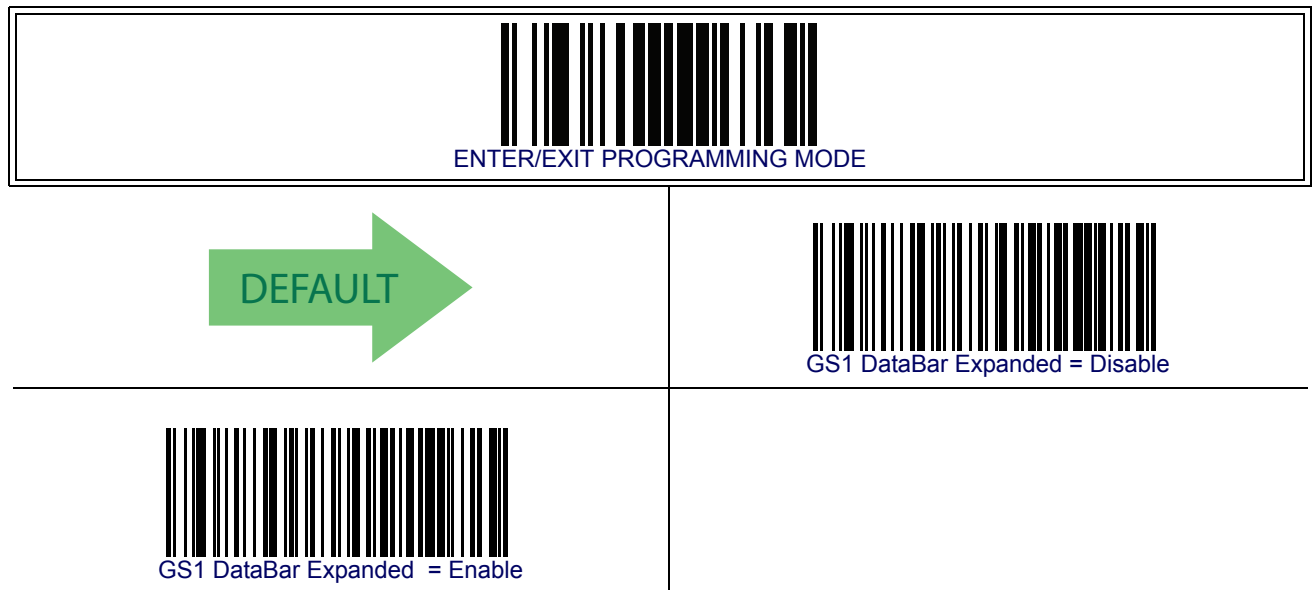 ENTER/EXIT PROGRAMMING MODE
DEFAULT
GS1 DataBar Expanded = Disable
GS1 DataBar Expanded = Enable